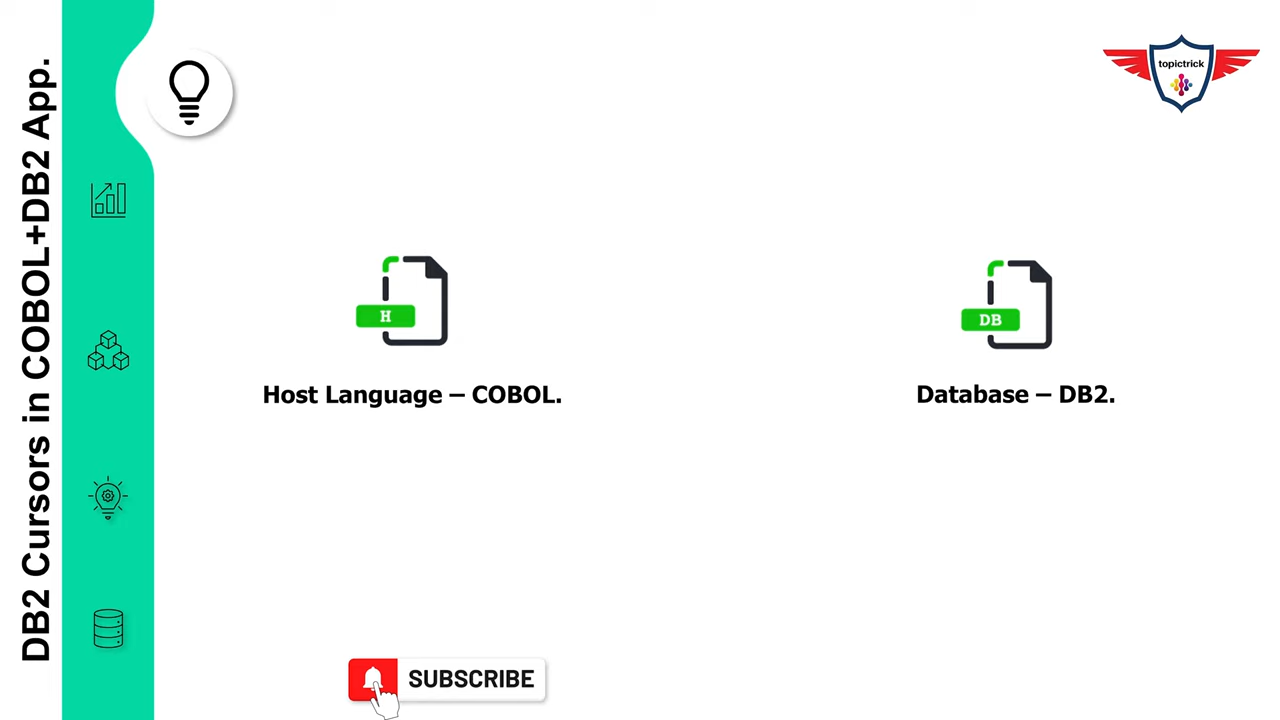 DB2 Cursors in COBOL+DB2 App.
topictrick
H
DB
Host Language – COBOL.
Database – DB2.
SUBSCRIBE